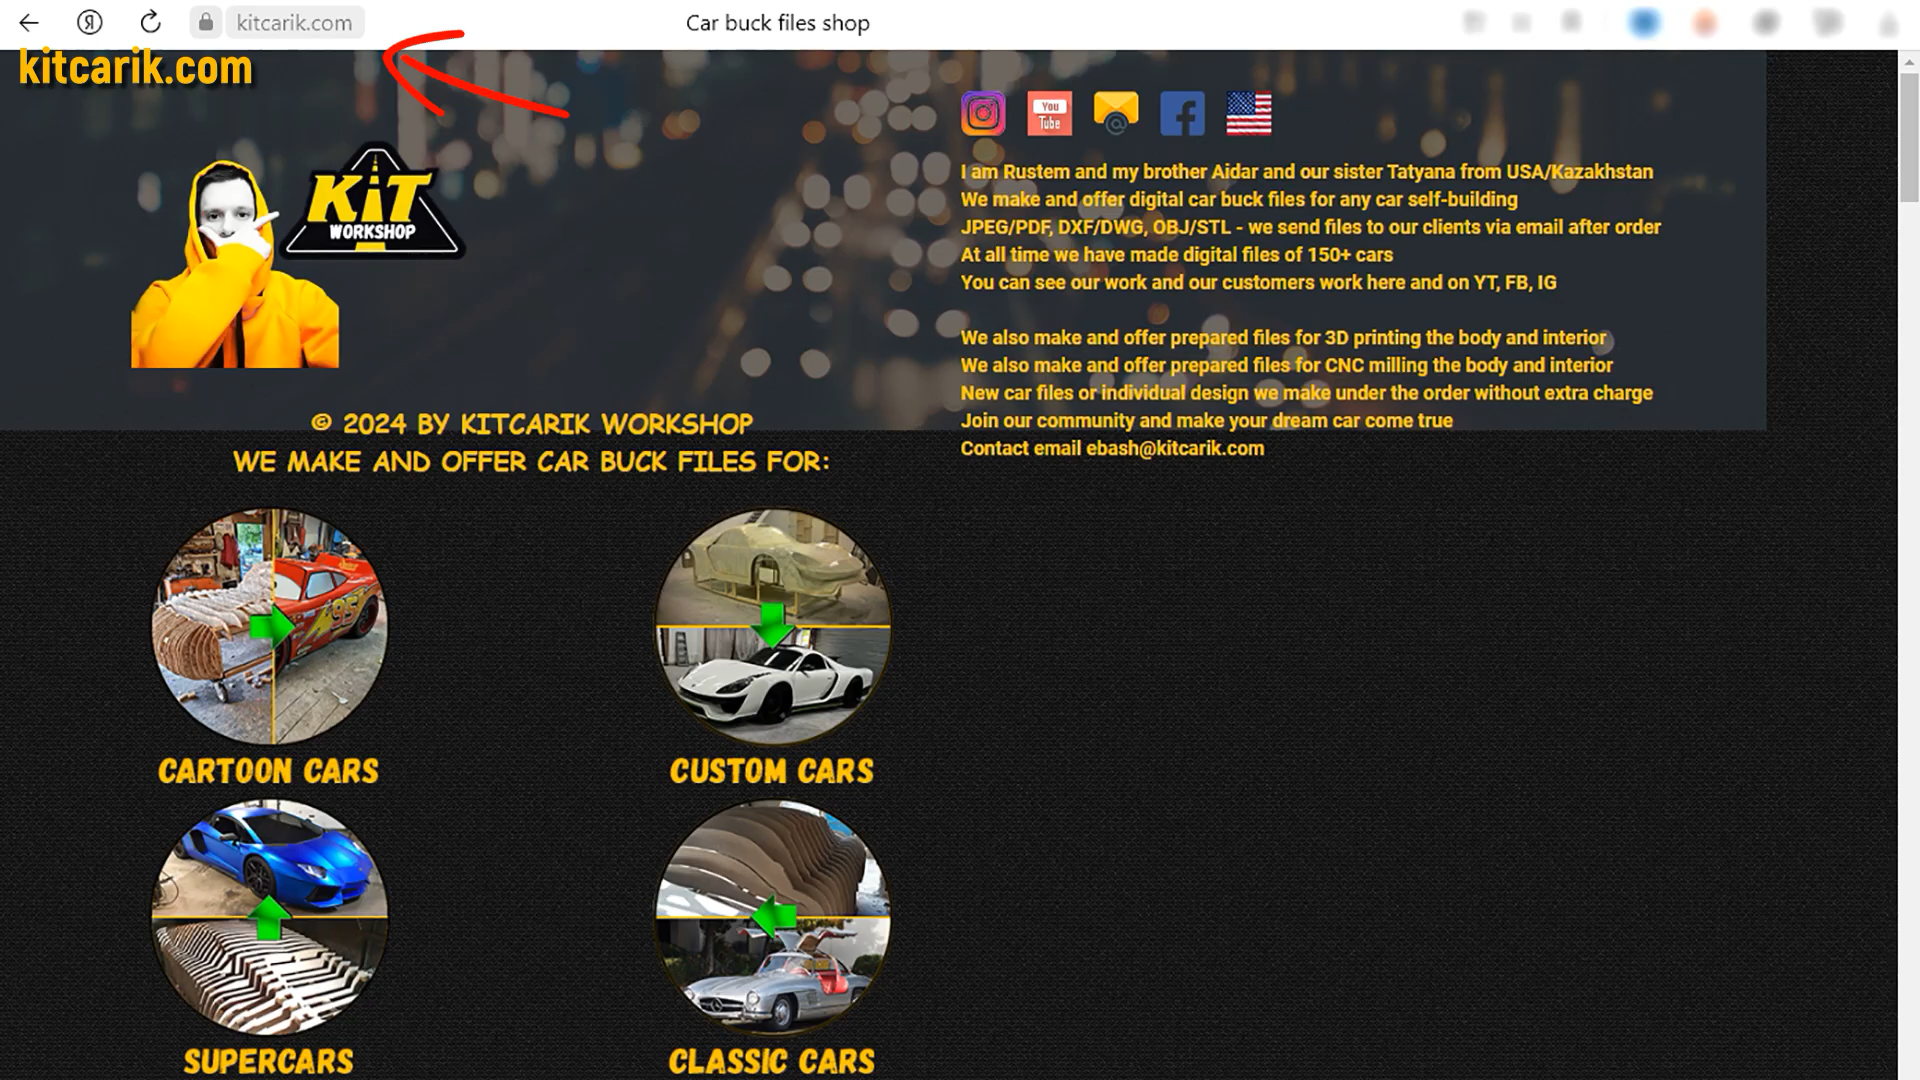 kitcarik.com
Car buck files shop
kitcarik.com
You
Tube
KiT
WORKSHOP
I am Rustem and my brother Aidar and our sister Tatyana from USA/Kazakhstan
We make and offer digital car buck files for any car self-building
JPEG/PDF, DXF/DWG, OBJ/STL - we send files to our clients via email after order
At all time we have made digital files of 150+ cars
You can see our work and our customers work here and on YT, FB, IG
We also make and offer prepared files for 3D printing the body and interior
We also make and offer prepared files for CNC milling the body and interior
New car files or individual design we make under the order without extra charge
Join our community and make your dream car come true
Contact email ebash@kitcarik.com
© 2024 BY KITCARIK WORKSHOP
WE MAKE AND OFFER CAR BUCK FILES FOR:
95
CARTOON CARS
CUSTOM CARS
SUPERCARS
CLASSIC CARS